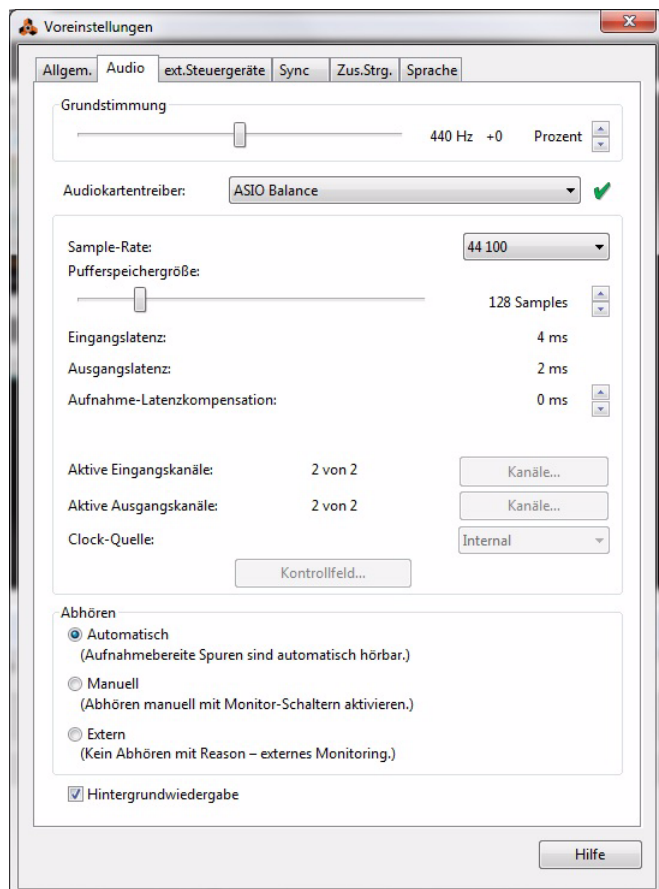 Voreinstellungen
Allgem. Audio ext.Steuergeräte Sync Zus.Strg. Sprache
Grundstimmung
440 Hz +0 Prozent
Audiokartentreiber: ASIO Balance
Sample-Rate: 44 100
Pufferspeichergröße:
128 Samples
Eingangslatenz: 4 ms
Ausgangslatenz: 2 ms
Aufnahme-Latenzkompensation: 0 ms
Aktive Eingangskanäle: 2 von 2 Kanäle...
Aktive Ausgangskanäle: 2 von 2 Kanäle...
Clock-Quelle: Internal
Kontrollfeld...
Abhören
Automatisch
(Aufnahmebereite Spuren sind automatisch hörbar.)
Manuell
(Abhören manuell mit Monitor-Schaltern aktivieren.)
Extern
(Kein Abhören mit Reason – externes Monitoring.)
Hintergrundwiedergabe
Hilfe